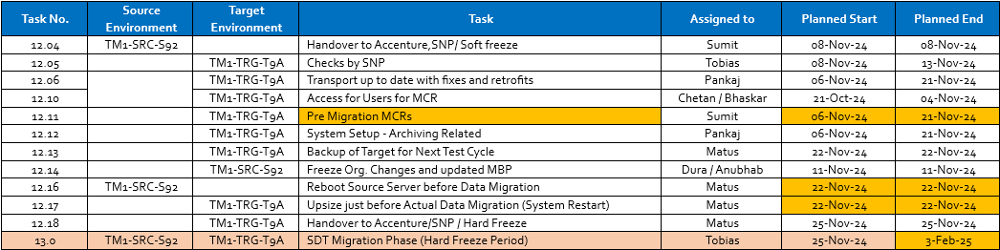 Task No. Source Environment Target Environment Task Assigned to Planned Start Planned End
12.04 TM1-SRC-S92 Handover to Accenture,SNP/ Soft freeze Sumit 08-Nov-24 08-Nov-24
12.05 TM1-TRG-T9A Checks by SNP Tobias 08-Nov-24 13-Nov-24
12.06 TM1-TRG-T9A Transport up to date with fixes and retrofits Pankaj 06-Nov-24 21-Nov-24
12.10 TM1-TRG-T9A Access for Users for MCR Chetan / Bhaskar 21-Oct-24 04-Nov-24
12.11 TM1-TRG-T9A Pre Migration MCRs Sumit 06-Nov-24 21-Nov-24
12.12 TM1-TRG-T9A System Setup - Archiving Related Pankaj 06-Nov-24 21-Nov-24
12.13 TM1-TRG-T9A Backup of Target for Next Test Cycle Matus 22-Nov-24 22-Nov-24
12.14 TM1-SRC-S92 Freeze Org. Changes and updated MBP Dura / Anubhab 11-Nov-24 11-Nov-24
12.16 TM1-SRC-S92 Reboot Source Server before Data Migration Matus 22-Nov-24 22-Nov-24
12.17 TM1-TRG-T9A Upsize just before Actual Data Migration (System Restart) Matus 22-Nov-24 22-Nov-24
12.18 TM1-TRG-T9A Handover to Accenture/SNP / Hard Freeze Matus 25-Nov-24 25-Nov-24
13.0 TM1-SRC-S92 TM1-TRG-T9A SDT Migration Phase (Hard Freeze Period) Tobias 25-Nov-24 3-Feb-25